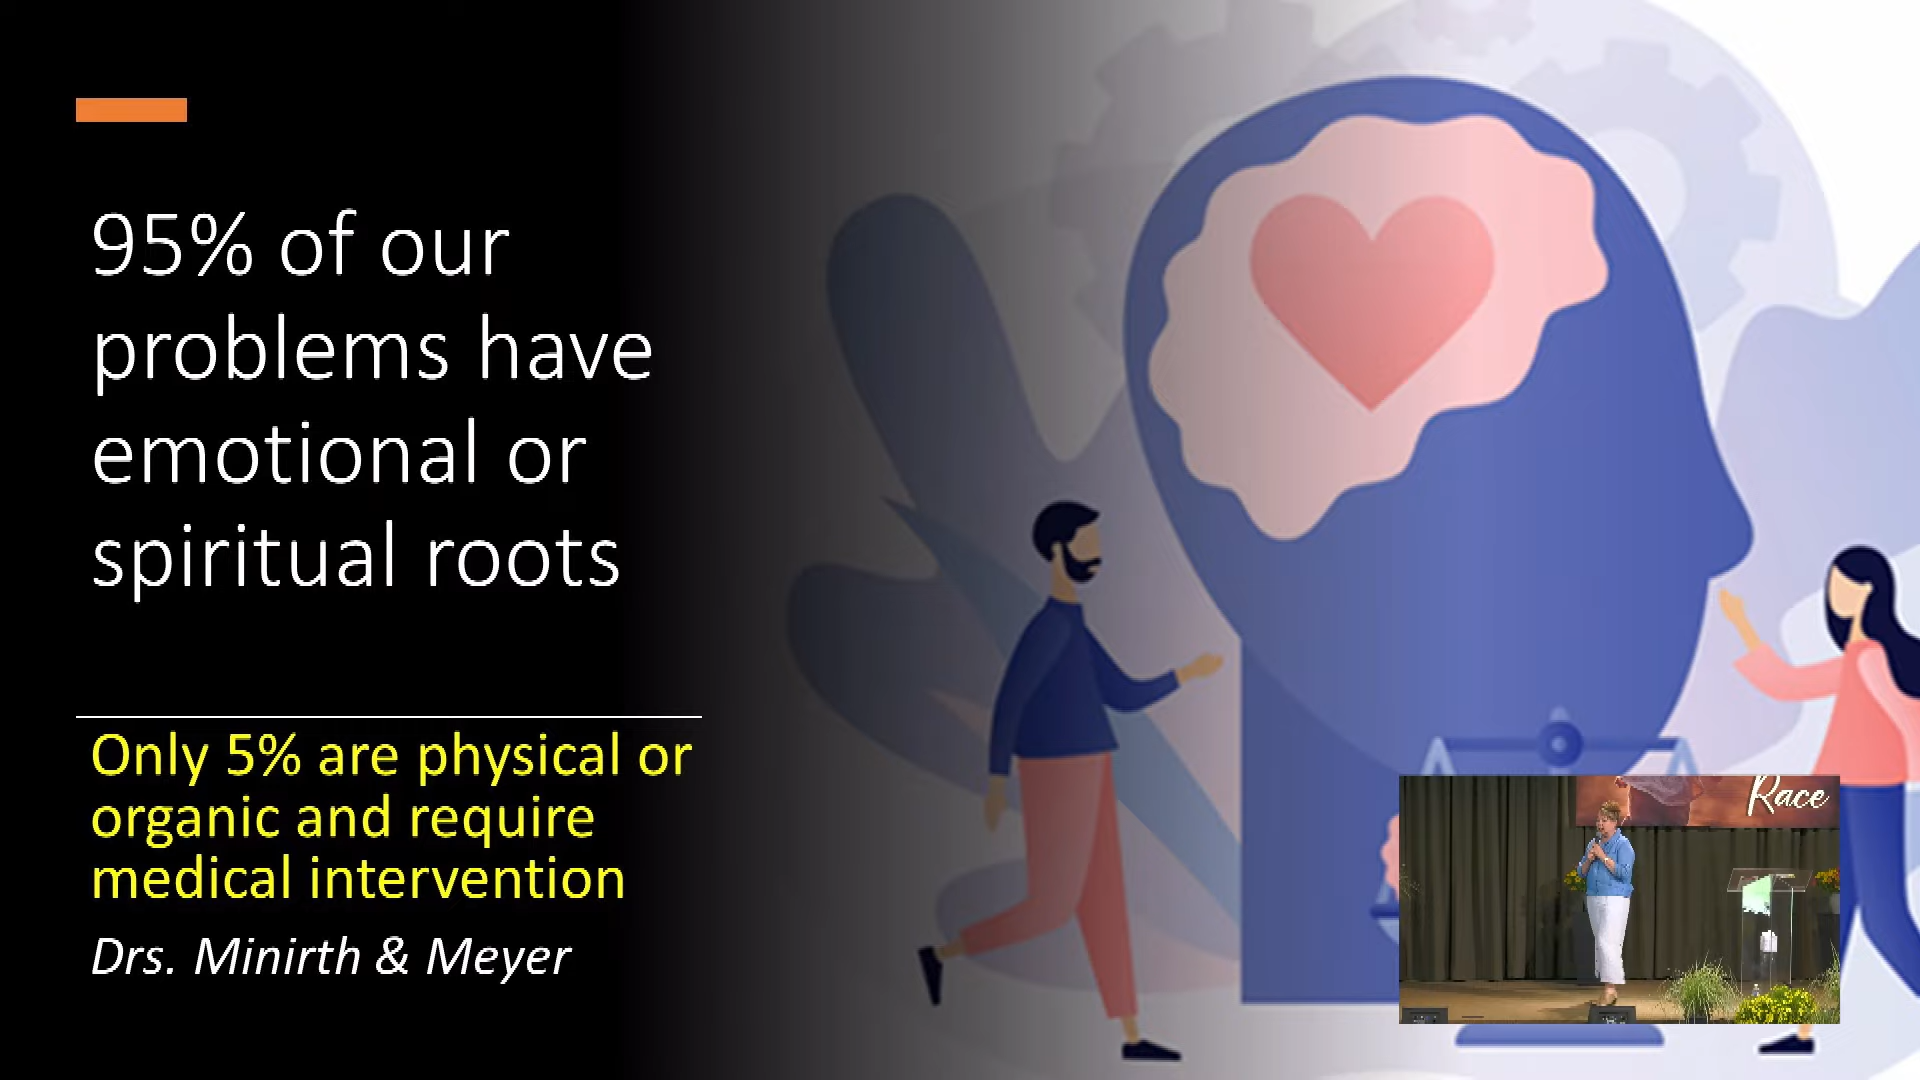 95% of our
problems have
emotional or
spiritual roots
Only 5% are physical or
organic and require
medical intervention
Drs. Minirth & Meyer
Race